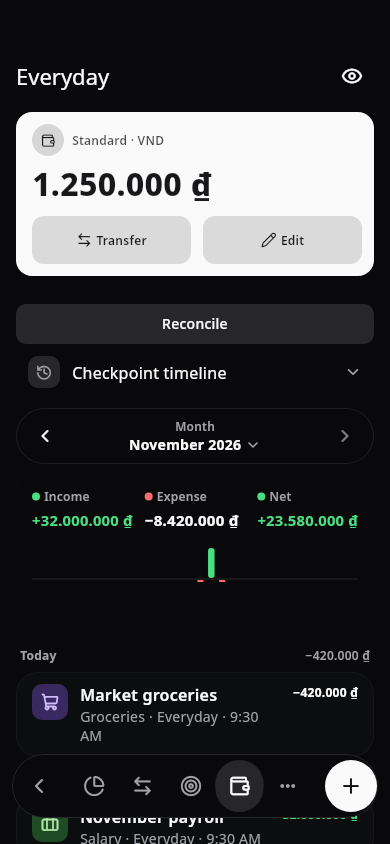 Everyday
Standard · VND
1.250.000 ₫
Transfer
Edit
Reconcile
Checkpoint timeline
Month
November 2026
Income
Expense
Net
+32.000.000 ₫
−8.420.000 ₫
+23.580.000 ₫
Today
−420.000 ₫
Market groceries
−420.000 ₫
Groceries · Everyday · 9:30
AM
November payroll
Salary · Everyday · 9:30 AM